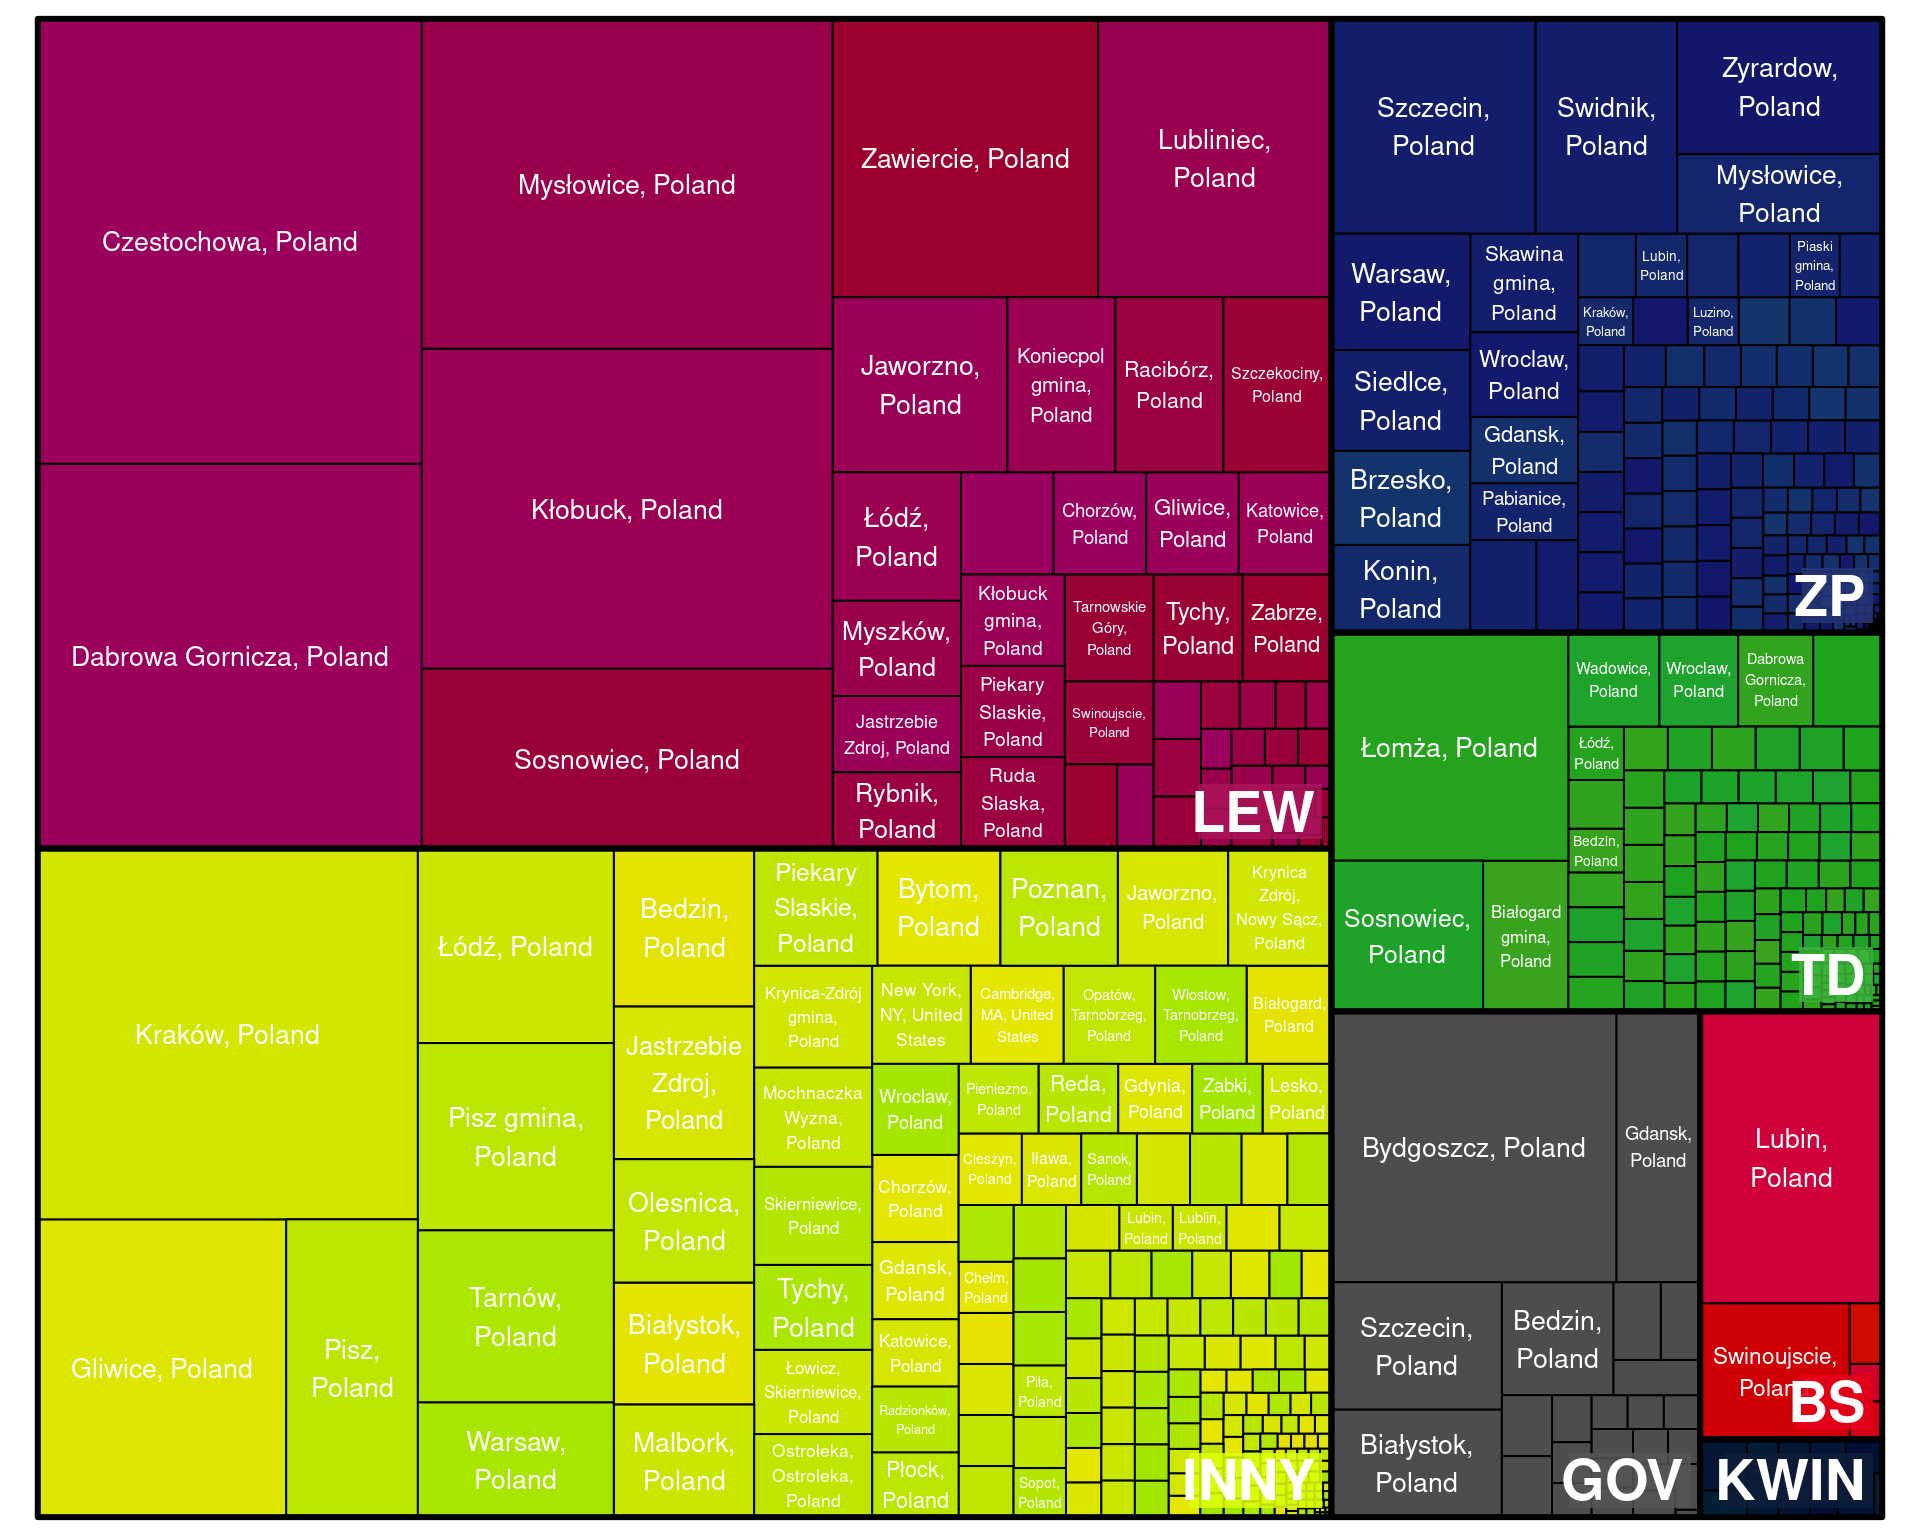 Czestochowa, Poland
Dabrowa Gornicza, Poland
Mysłowice, Poland
Kłobuck, Poland
Sosnowiec, Poland
Zawiercie, Poland
Lubliniec,
Poland
Jaworzno,
Poland
Koniecpol
gmina,
Poland
Racibórz,
Poland
Szczekociny,
Poland
Łódź,
Poland
Myszków,
Poland
Jastrzebie
Zdroj, Poland
Rybnik,
Poland
Chorzów,
Poland
Gliwice,
Poland
Katowice,
Poland
Kłobuck
gmina,
Poland
Piekary
Slaskie,
Poland
Ruda
Slaska,
Poland
Tarnowskie
Góry,
Poland
Tychy,
Poland
Zabrze,
Poland
Swinoujscie,
Poland
LEW
Szczecin,
Poland
Swidnik,
Poland
Zyrardow,
Poland
Mysłowice,
Poland
Warsaw,
Poland
Siedlce,
Poland
Brzesko,
Poland
Konin,
Poland
Skawina
gmina,
Poland
Wroclaw,
Poland
Gdansk,
Poland
Pabianice,
Poland
Lubin,
Poland
Piaski
gmina,
Poland
Kraków,
Poland
Luzino,
Poland
ZP
Łomża, Poland
Sosnowiec,
Poland
Białogard
gmina,
Poland
Wadowice,
Poland
Wroclaw,
Poland
Dabrowa
Gornicza,
Poland
Łódź,
Poland
Bedzin,
Poland
TD
Kraków, Poland
Gliwice, Poland
Pisz,
Poland
Łódź, Poland
Pisz gmina,
Poland
Tarnów,
Poland
Warsaw,
Poland
Bedzin,
Poland
Jastrzebie
Zdroj,
Poland
Olesnica,
Poland
Białystok,
Poland
Malbork,
Poland
Piekary
Slaskie,
Poland
Bytom,
Poland
Poznan,
Poland
Jaworzno,
Poland
Krynica
Zdrój,
Nowy Sącz,
Poland
Krynica-Zdrój
gmina,
Poland
Mochnaczka
Wyzna,
Poland
Skierniewice,
Poland
Tychy,
Poland
Łowicz,
Skierniewice,
Poland
Ostrołeka,
Ostroleka,
Poland
New York,
NY, United
States
Cambridge,
MA, United
States
Opatów,
Tarnobrzeg,
Poland
Włostow,
Tarnobrzeg,
Poland
Białogard,
Poland
Wroclaw,
Poland
Chorzów,
Poland
Gdansk,
Poland
Katowice,
Poland
Radzionków,
Poland
Płock,
Poland
Pieniezno,
Poland
Reda,
Poland
Gdynia,
Poland
Zabki,
Poland
Lesko,
Poland
Cieszyn,
Poland
Iława,
Poland
Sanok,
Poland
Lubin,
Poland
Lublin,
Poland
Chełm,
Poland
Piła,
Poland
Sopot,
Poland
INNY
Bydgoszcz, Poland
Gdansk,
Poland
Szczecin,
Poland
Bedzin,
Poland
Białystok,
Poland
GOV
Lubin,
Poland
Swinoujscie,
Poland
BS
KWIN